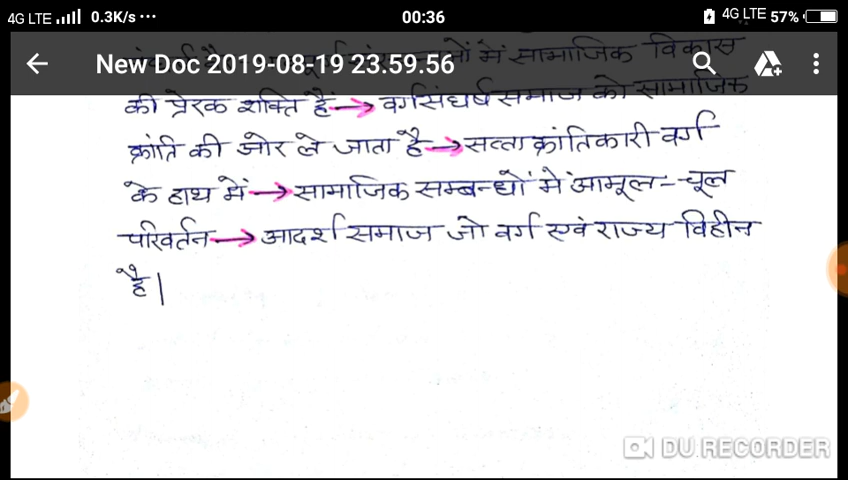 4G LTE 0.3K/s ••• 00:36 4G LTE 57%
में सामाजिक विकास
New Doc 2019-08-19 23.59.56
की प्रेरक शक्ति हैं → वर्गसंघर्ष समाज को सामाजिक
क्रांति की ओर ले जाता है → सत्ता क्रांतिकारी वर्ग
के हाथ में → सामाजिक सम्बन्धों में आमूल-चूल
परिवर्तन → आदर्श समाज जो वर्ग एवं राज्य विहीन
है|
DU RECORDER